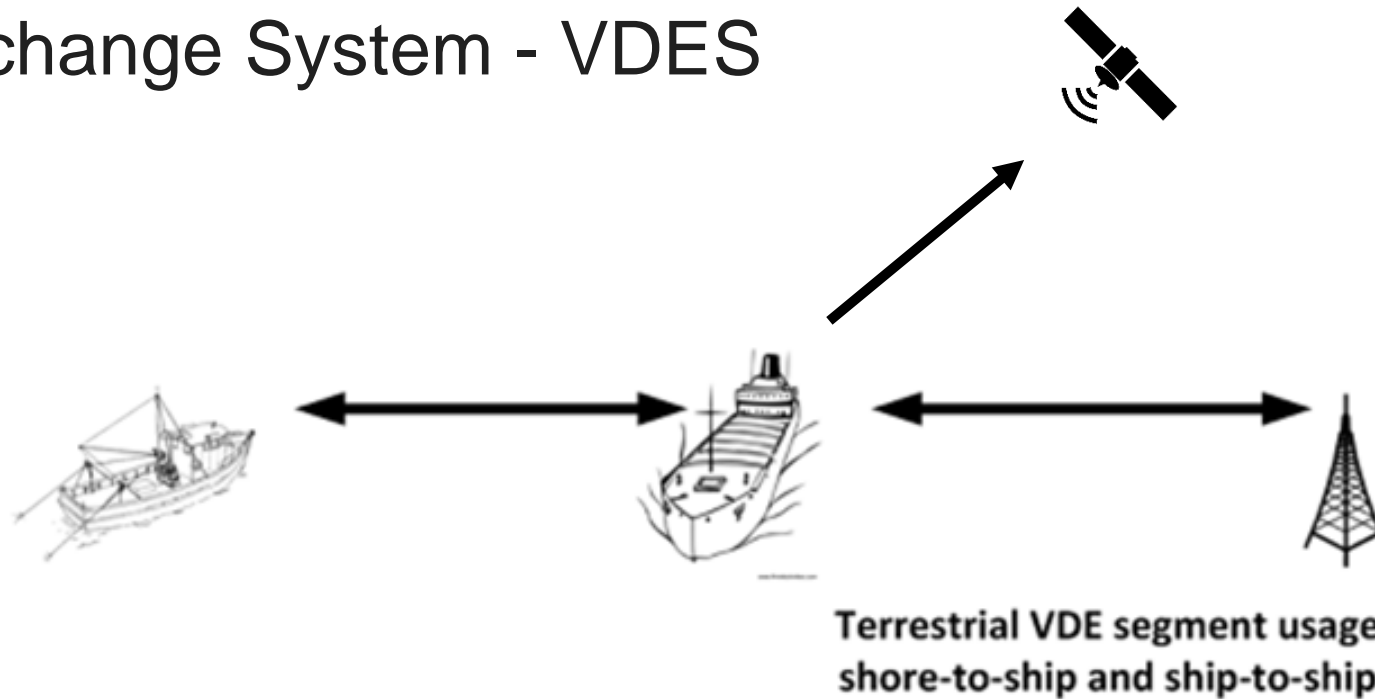 change System - VDES
Terrestrial VDE segment usage
shore-to-ship and ship-to-ship